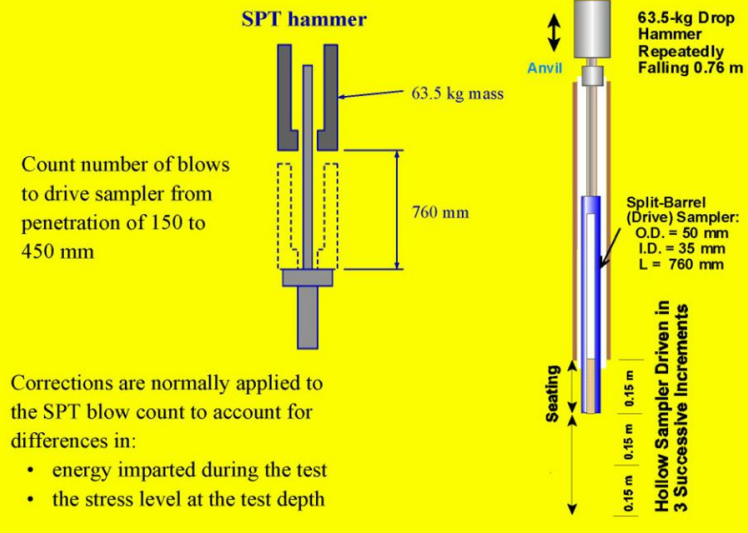 SPT hammer
63.5 kg mass
760 mm
Count number of blows
to drive sampler from
penetration of 150 to
450 mm
Corrections are normally applied to
the SPT blow count to account for
differences in:
• energy imparted during the test
• the stress level at the test depth
63.5-kg Drop
Hammer
Repeatedly
Falling 0.76 m
Anvil
Split-Barrel
(Drive) Sampler:
O.D. = 50 mm
I.D. = 35 mm
L = 760 mm
Seating
0.15 m
0.15 m
0.15 m
Hollow Sampler Driven in
3 Successive Increments